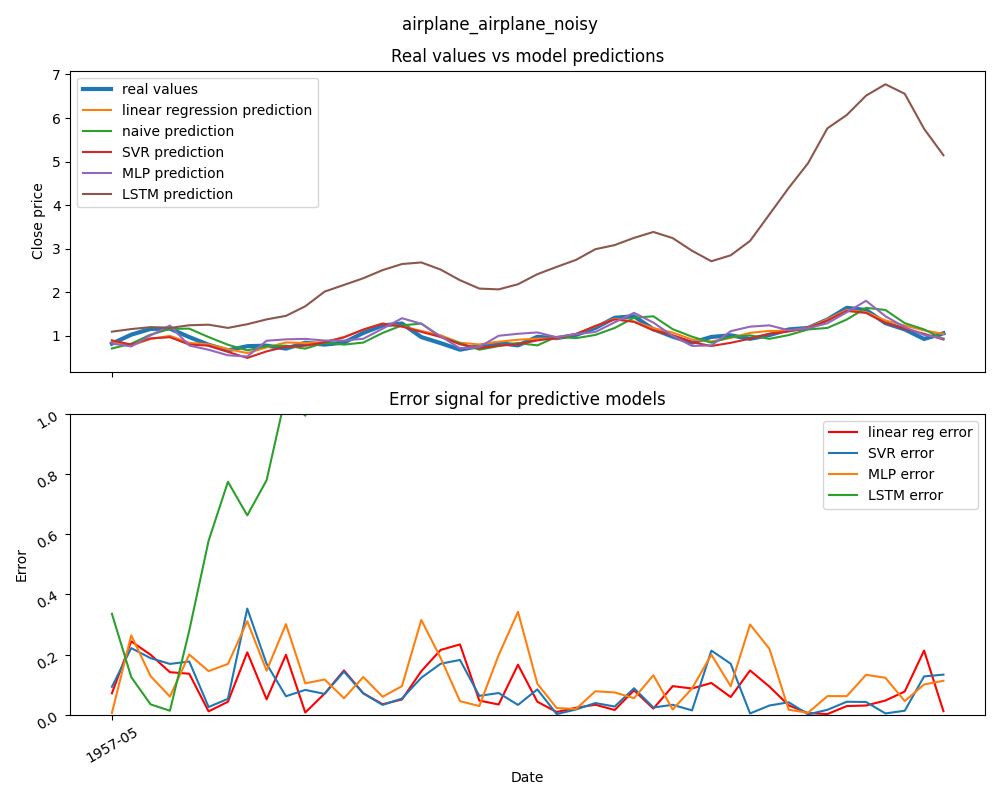 airplane_airplane_noisy
Real values vs model predictions
7
6
5
4
3
2
1
Close price
real values
linear regression prediction
naive prediction
SVR prediction
MLP prediction
LSTM prediction
Error signal for predictive models
1.0
0.8
0.6
0.4
0.2
0.0
Error
linear reg error
SVR error
MLP error
LSTM error
1957-05
Date